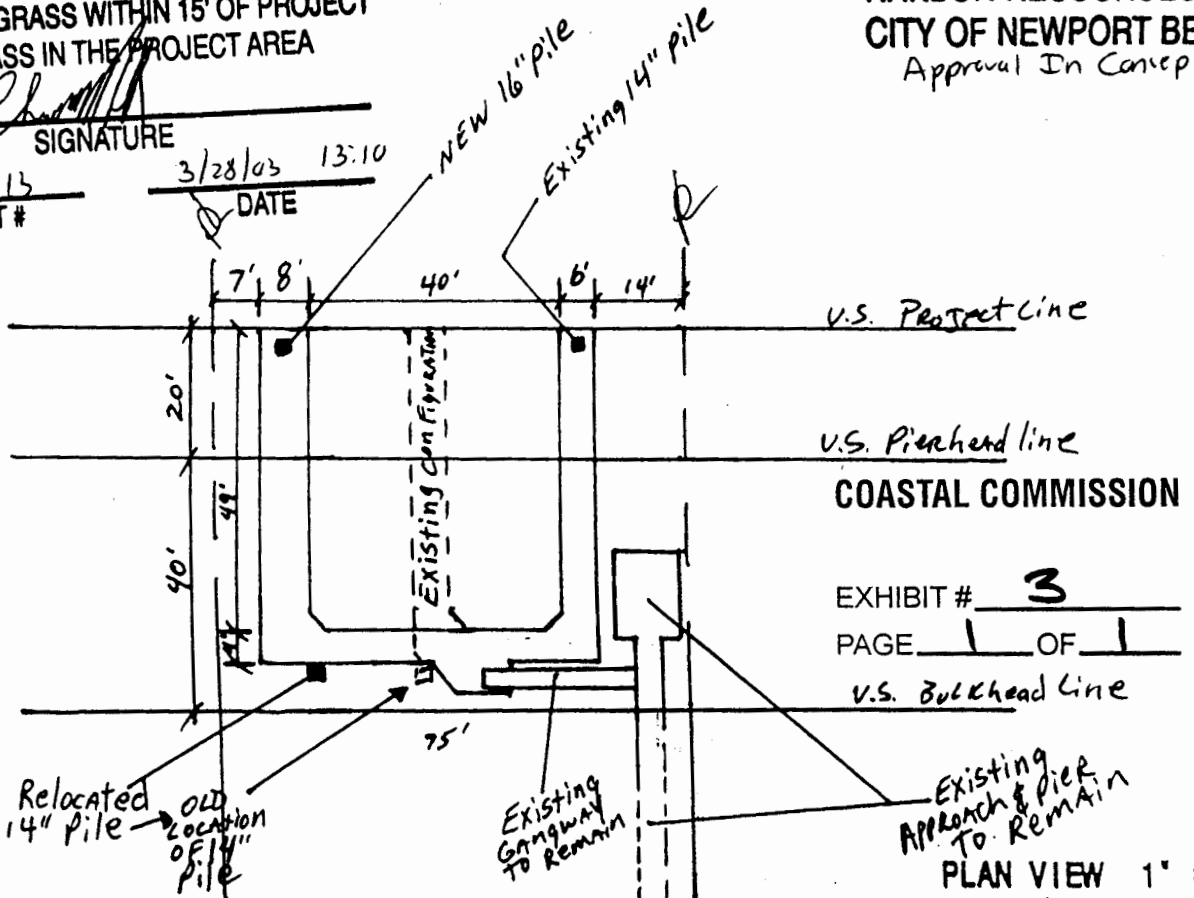 GRASS WITHIN 15' OF PROJECT
SS IN THE PROJECT AREA
CITY OF NEWPORT BE
Approval In Concep
SIGNATURE
13
3/28/03 13:10
T #
DATE
NEW 16" pile
Existing 14" pile
7'
8'
40'
6'
14'
U.S. Project Line
20'
Existing Configuration
U.S. Pierhead line
COASTAL COMMISSION
49'
40'
EXHIBIT # 3
4'
PAGE 1 OF 1
U.S. Bulkhead Line
75'
Relocated
14" Pile
OLD
LOCATION
OF 14"
Pile
Existing
GANGWAY
TO REMAIN
Existing
APPROACH & PIER
TO REMAIN
PLAN VIEW 1"